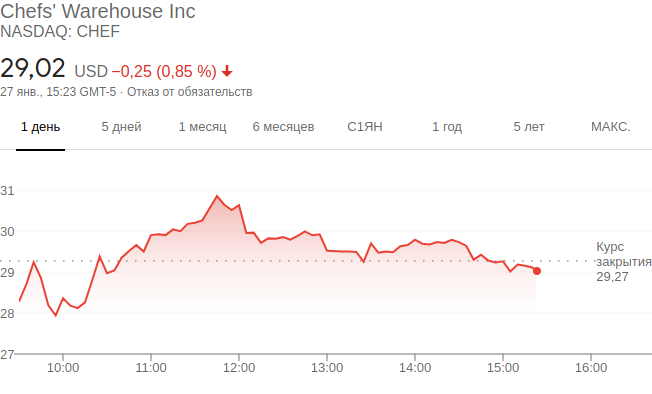 Chefs' Warehouse Inc
NASDAQ: CHEF
29,02 USD −0,25 (0,85 %)
27 янв., 15:23 GMT-5 · Отказ от обязательств
1 день 5 дней 1 месяц 6 месяцев С1ЯН 1 год 5 лет МАКС.
31
30
29
28
27
Курс
закрытия
29,27
10:00 11:00 12:00 13:00 14:00 15:00 16:00